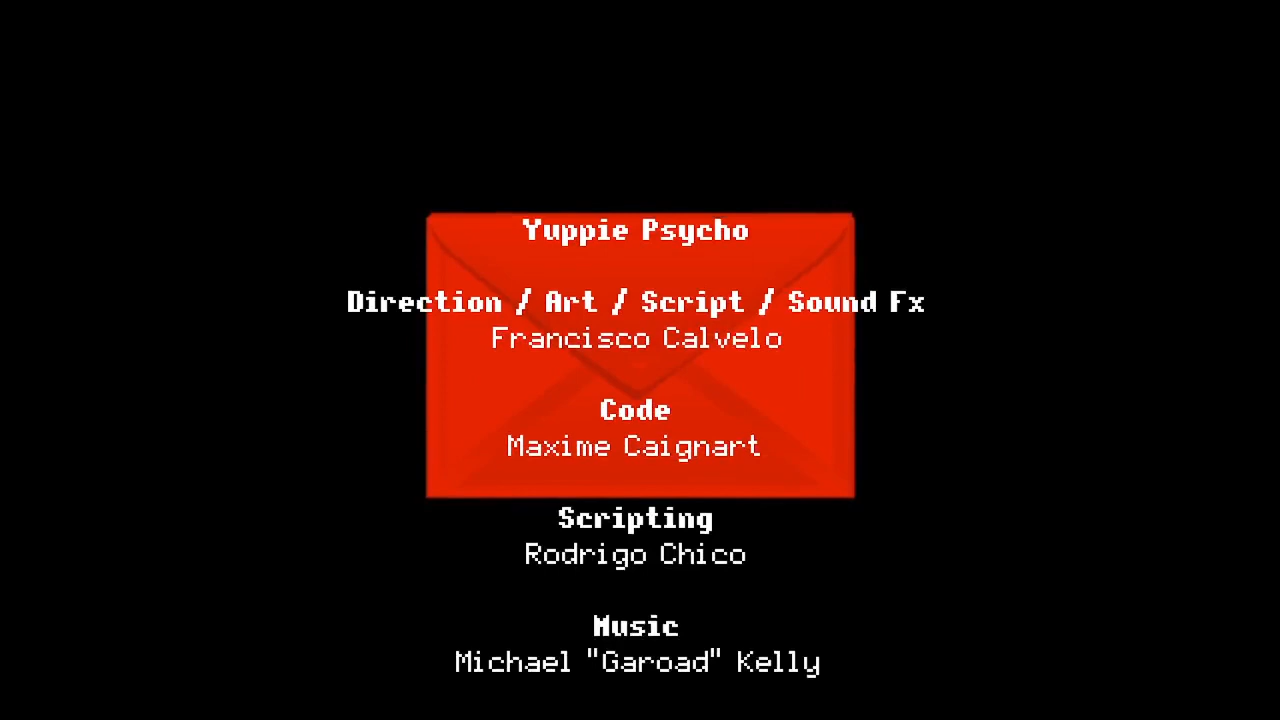 Yuppie Psycho
Direction / Art / Script / Sound Fx
Francisco Calvelo
Code
Maxime Caignart
Scripting
Rodrigo Chico
Music
Michael "Garoad" Kelly